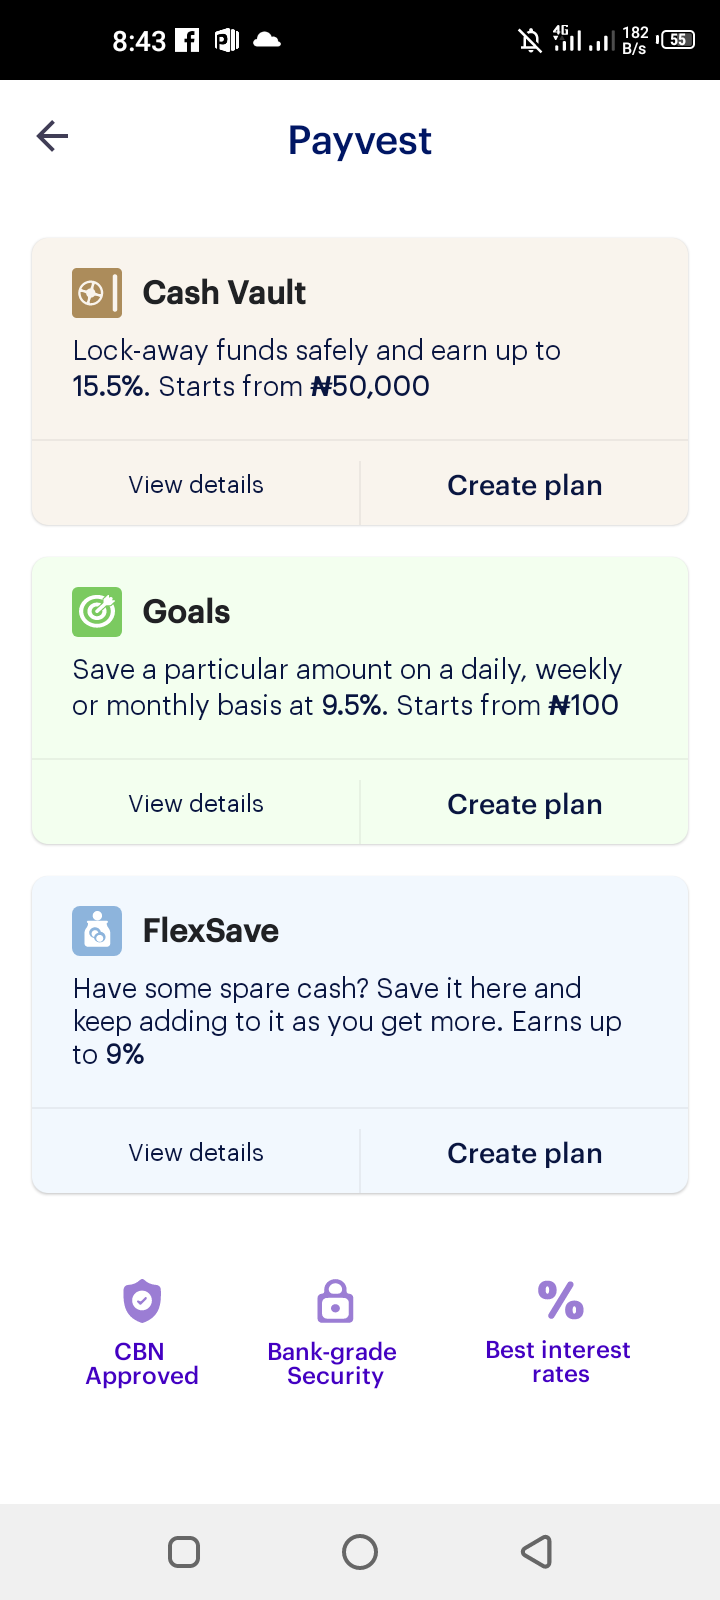 8:43
4G
182
B/s
55
Payvest
Cash Vault
Lock-away funds safely and earn up to
15.5%. Starts from ₦50,000
View details
Create plan
Goals
Save a particular amount on a daily, weekly
or monthly basis at 9.5%. Starts from ₦100
View details
Create plan
FlexSave
Have some spare cash? Save it here and
keep adding to it as you get more. Earns up
to 9%
View details
Create plan
CBN
Approved
Bank-grade
Security
%
Best interest
rates